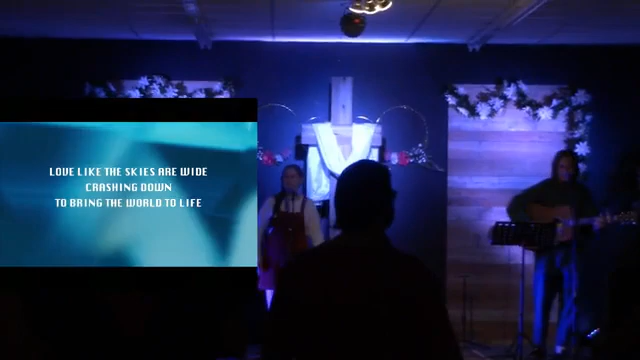 LOVE LIKE THE SKIES ARE WIDE
CRASHING DOWN
TO BRING THE WORLD TO LIFE